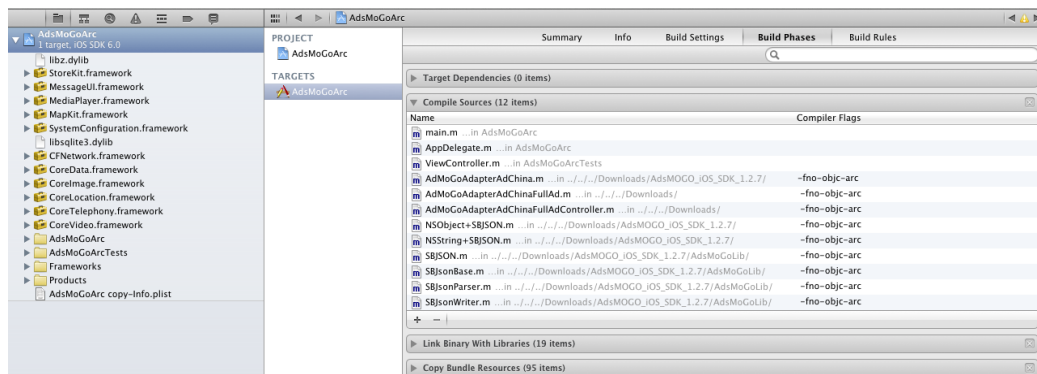 AdsMoGoArc
AdsMoGoArc
1 target, iOS SDK 6.0
libz.dylib
StoreKit.framework
MessageUI.framework
MediaPlayer.framework
MapKit.framework
SystemConfiguration.framework
libsqlite3.dylib
CFNetwork.framework
CoreData.framework
CoreImage.framework
CoreLocation.framework
CoreTelephony.framework
CoreVideo.framework
AdsMoGoArc
AdsMoGoArcTests
Frameworks
Products
AdsMoGoArc copy-Info.plist
PROJECT
AdsMoGoArc
TARGETS
AdsMoGoArc
Summary Info Build Settings Build Phases Build Rules
Target Dependencies (0 items)
Compile Sources (12 items)
Name Compiler Flags
main.m ...in AdsMoGoArc
AppDelegate.m ...in AdsMoGoArc
ViewController.m ...in AdsMoGoArcTests
AdMoGoAdapterAdChina.m ...in ../../../Downloads/AdsMOGO_iOS_SDK_1.2.7/ -fno-objc-arc
AdMoGoAdapterAdChinaFullAd.m ...in ../../../Downloads/ -fno-objc-arc
AdMoGoAdapterAdChinaFullAdController.m ...in ../../../Downloads/ -fno-objc-arc
NSObject+SBJSON.m ...in ../../../Downloads/AdsMOGO_iOS_SDK_1.2.7/ -fno-objc-arc
NSString+SBJSON.m ...in ../../../Downloads/AdsMOGO_iOS_SDK_1.2.7/ -fno-objc-arc
SBJSON.m ...in ../../../Downloads/AdsMOGO_iOS_SDK_1.2.7/AdsMoGoLib/ -fno-objc-arc
SBJsonBase.m ...in ../../../Downloads/AdsMOGO_iOS_SDK_1.2.7/AdsMoGoLib/ -fno-objc-arc
SBJsonParser.m ...in ../../../Downloads/AdsMOGO_iOS_SDK_1.2.7/AdsMoGoLib/ -fno-objc-arc
SBJsonWriter.m ...in ../../../Downloads/AdsMOGO_iOS_SDK_1.2.7/AdsMoGoLib/ -fno-objc-arc
Link Binary With Libraries (19 items)
Copy Bundle Resources (95 items)